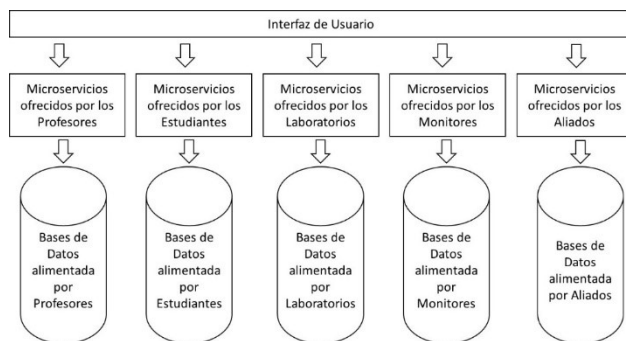 Interfaz de Usuario
Microservicios
ofrecidos por los
Profesores
Microservicios
ofrecidos por los
Estudiantes
Microservicios
ofrecidos por los
Laboratorios
Microservicios
ofrecidos por los
Monitores
Microservicios
ofrecidos por los
Aliados
Bases de
Datos
alimentada
por
Profesores
Bases de
Datos
alimentada
por
Estudiantes
Bases de
Datos
alimentada
por
Laboratorios
Bases de
Datos
alimentada
por
Monitores
Bases de
Datos
alimentada
por Aliados